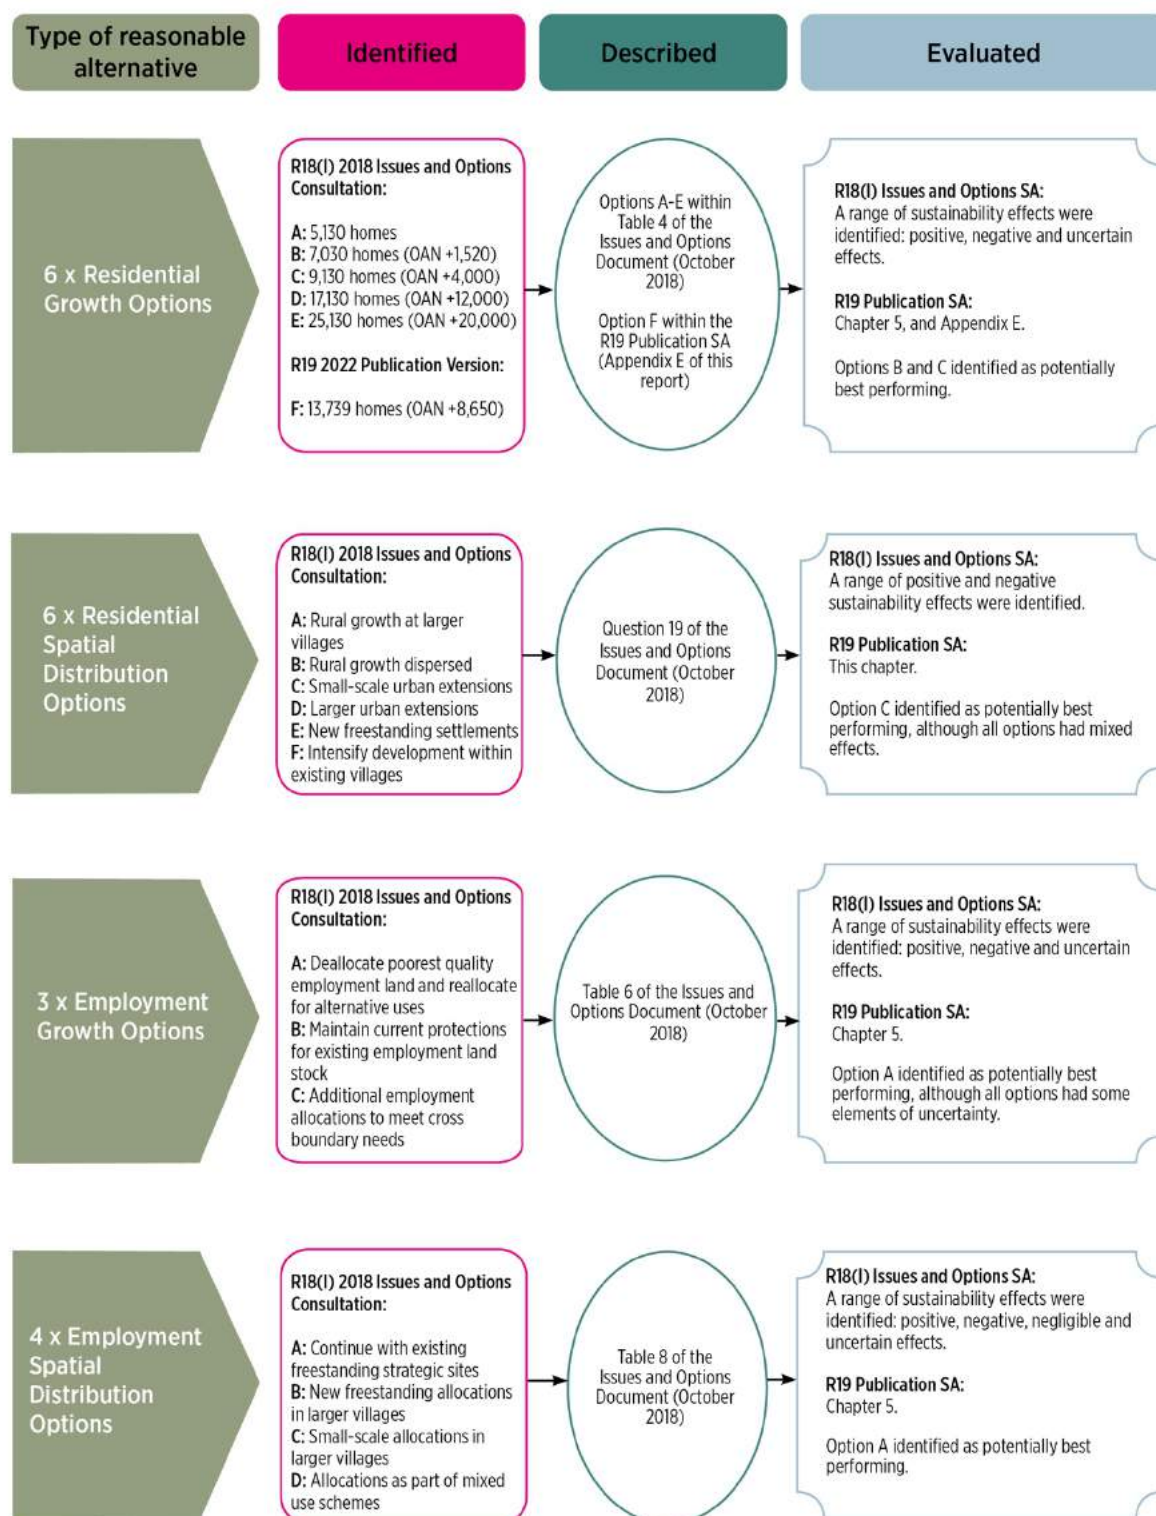 Type of reasonable
alternative
Identified
Described
Evaluated
6 x Residential
Growth Options
R18(I) 2018 Issues and Options
Consultation:
A: 5,130 homes
B: 7,030 homes (OAN +1,520)
C: 9,130 homes (OAN +4,000)
D: 17,130 homes (OAN +12,000)
E: 25,130 homes (OAN +20,000)
R19 2022 Publication Version:
F: 13,739 homes (OAN +8,650)
Options A-E within
Table 4 of the
Issues and Options
Document (October
2018)
Option F within the
R19 Publication SA
(Appendix E of this
report)
R18(I) Issues and Options SA:
A range of sustainability effects were
identified: positive, negative and uncertain
effects.
R19 Publication SA:
Chapter 5, and Appendix E.
Options B and C identified as potentially
best performing.
6 x Residential
Spatial
Distribution
Options
R18(I) 2018 Issues and Options
Consultation:
A: Rural growth at larger
villages
B: Rural growth dispersed
C: Small-scale urban extensions
D: Larger urban extensions
E: New freestanding settlements
F: Intensify development within
existing villages
Question 19 of the
Issues and Options
Document (October
2018)
R18(I) Issues and Options SA:
A range of positive and negative
sustainability effects were identified.
R19 Publication SA:
This chapter.
Option C identified as potentially best
performing, although all options had mixed
effects.
3 x Employment
Growth Options
R18(I) 2018 Issues and Options
Consultation:
A: Deallocate poorest quality
employment land and reallocate
for alternative uses
B: Maintain current protections
for existing employment land
stock
C: Additional employment
allocations to meet cross
boundary needs
Table 6 of the Issues and
Options Document (October
2018)
R18(I) Issues and Options SA:
A range of sustainability effects were
identified: positive, negative and uncertain
effects.
R19 Publication SA:
Chapter 5.
Option A identified as potentially best
performing, although all options had some
elements of uncertainty.
4 x Employment
Spatial
Distribution
Options
R18(I) 2018 Issues and Options
Consultation:
A: Continue with existing
freestanding strategic sites
B: New freestanding allocations
in larger villages
C: Small-scale allocations in
larger villages
D: Allocations as part of mixed
use schemes
Table 8 of the
Issues and Options
Document (October
2018)
R18(I) Issues and Options SA:
A range of sustainability effects were
identified: positive, negative, negligible and
uncertain effects.
R19 Publication SA:
Chapter 5.
Option A identified as potentially best
performing.